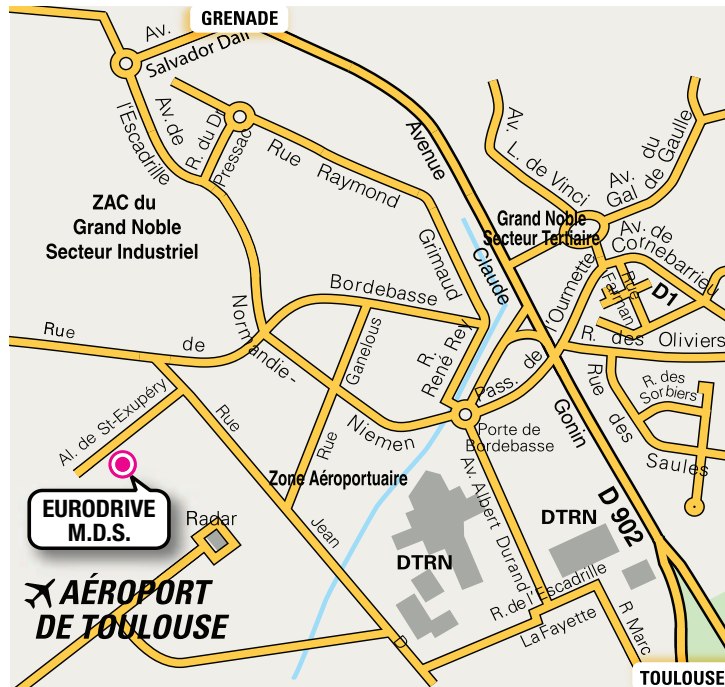 GRENADE
Av.
Salvador Dali
l'Escadrille
Av. de
R. du Dr
Pressac
Rue Raymond
Grimaud
Avenue
Claude
Gonin
D 902
Av.
L. de Vinci
Av.
Gal de Gaulle
du
ZAC du
Grand Noble
Secteur Industriel
Grand Noble
Secteur Tertiaire
Av. de
Cornebarrieu
Rue
Farman
D1
l'Ourmette
Pass. de
R. des Oliviers
Rue des
Saules
R. des
Sorbiers
Rue de
Bordebasse
Normandie -
Niemen
Ganelous
Rue
R.
René Rey
Porte de
Bordebasse
Al. de St-Exupéry
Rue
Jean
D.
Zone Aéroportuaire
Av. Albert Durand
EURODRIVE
M.D.S.
Radar
DTRN
DTRN
AÉROPORT
DE TOULOUSE
R. de l'Escadrille
La Fayette
R. Marc
TOULOUSE